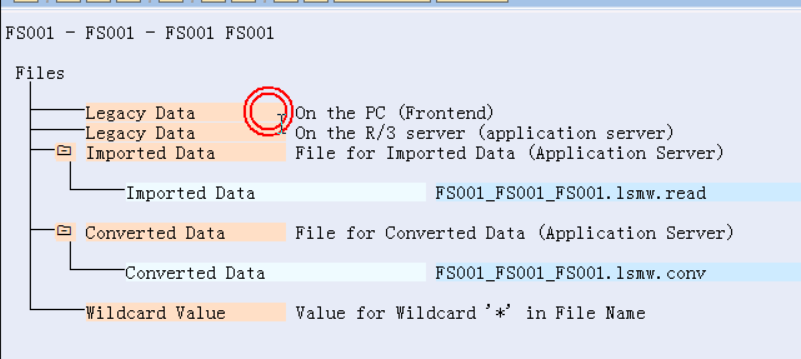 FS001 - FS001 - FS001 FS001
Files
Legacy Data On the PC (Frontend)
Legacy Data On the R/3 server (application server)
Imported Data File for Imported Data (Application Server)
Imported Data FS001_FS001_FS001.lsmw.read
Converted Data File for Converted Data (Application Server)
Converted Data FS001_FS001_FS001.lsmw.conv
Wildcard Value Value for Wildcard '*' in File Name